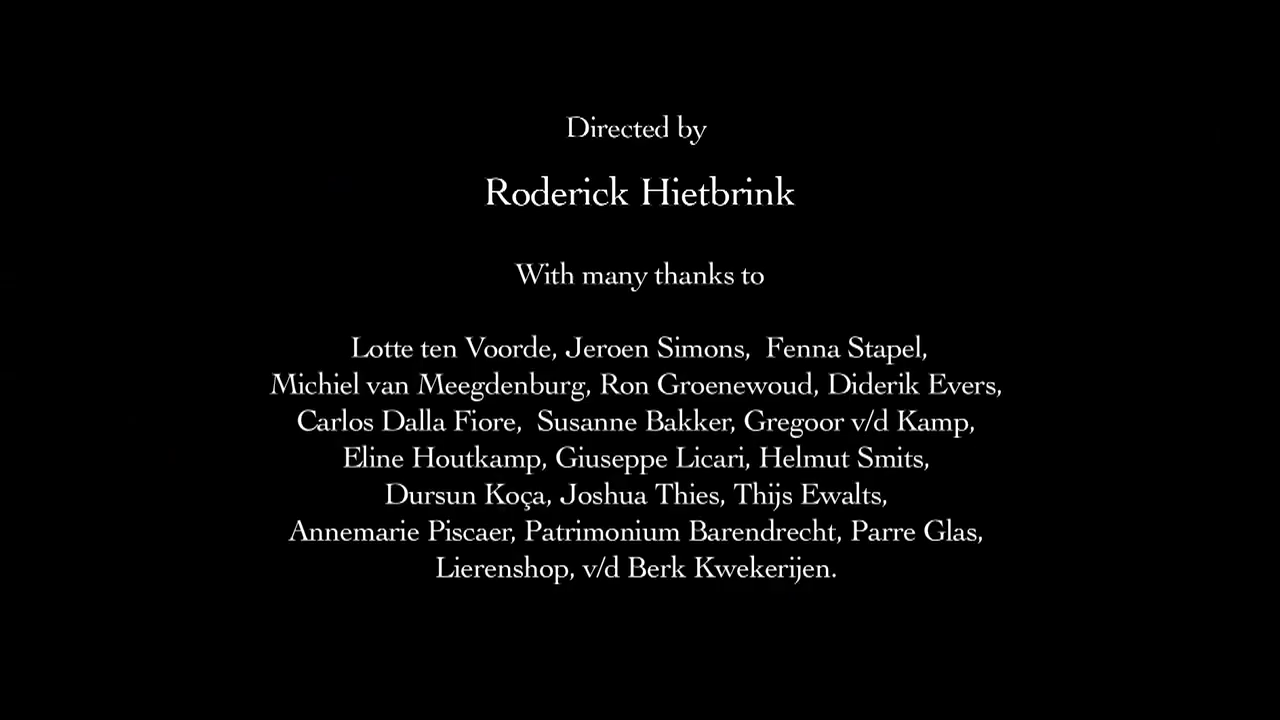 Directed by
Roderick Hietbrink
With many thanks to
Lotte ten Voorde, Jeroen Simons,  Fenna Stapel,
Michiel van Meegdenburg, Ron Groenewoud, Diderik Evers,
Carlos Dalla Fiore,  Susanne Bakker, Gregoor v/d Kamp,
Eline Houtkamp, Giuseppe Licari, Helmut Smits,
Dursun Koça, Joshua Thies, Thijs Ewalts,
Annemarie Piscaer, Patrimonium Barendrecht, Parre Glas,
Lierenshop, v/d Berk Kwekerijen.